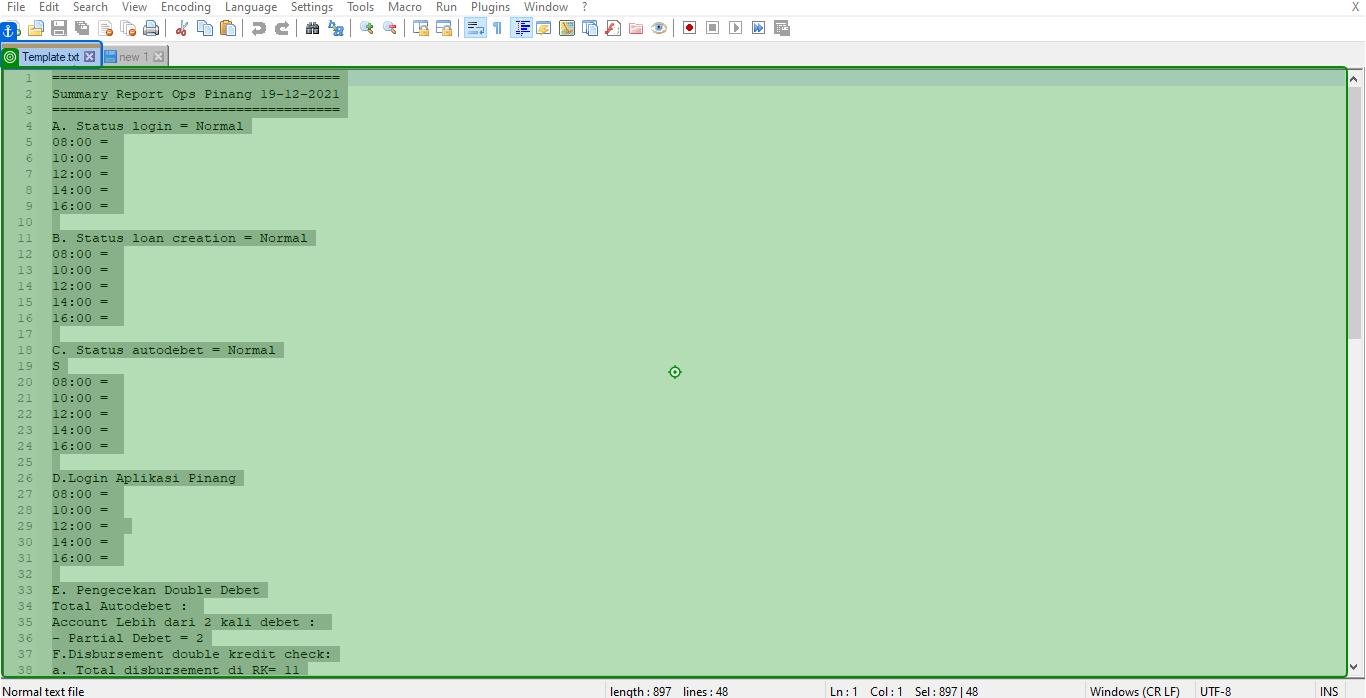 File Edit Search View Encoding Language Settings Tools Macro Run Plugins Window ? X
Template.txt new 1
1 ====================================
2 Summary Report Ops Pinang 19-12-2021
3 ====================================
4 A. Status login = Normal
5 08:00 =
6 10:00 =
7 12:00 =
8 14:00 =
9 16:00 =
10
11 B. Status loan creation = Normal
12 08:00 =
13 10:00 =
14 12:00 =
15 14:00 =
16 16:00 =
17
18 C. Status autodebet = Normal
19 S
20 08:00 =
21 10:00 =
22 12:00 =
23 14:00 =
24 16:00 =
25
26 D.Login Aplikasi Pinang
27 08:00 =
28 10:00 =
29 12:00 =
30 14:00 =
31 16:00 =
32
33 E. Pengecekan Double Debet
34 Total Autodebet :
35 Account Lebih dari 2 kali debet :
36 - Partial Debet = 2
37 F.Disbursement double kredit check:
38 a. Total disbursement di RK= 11
Normal text file length : 897 lines : 48 Ln : 1 Col : 1 Sel : 897 | 48 Windows (CR LF) UTF-8 INS